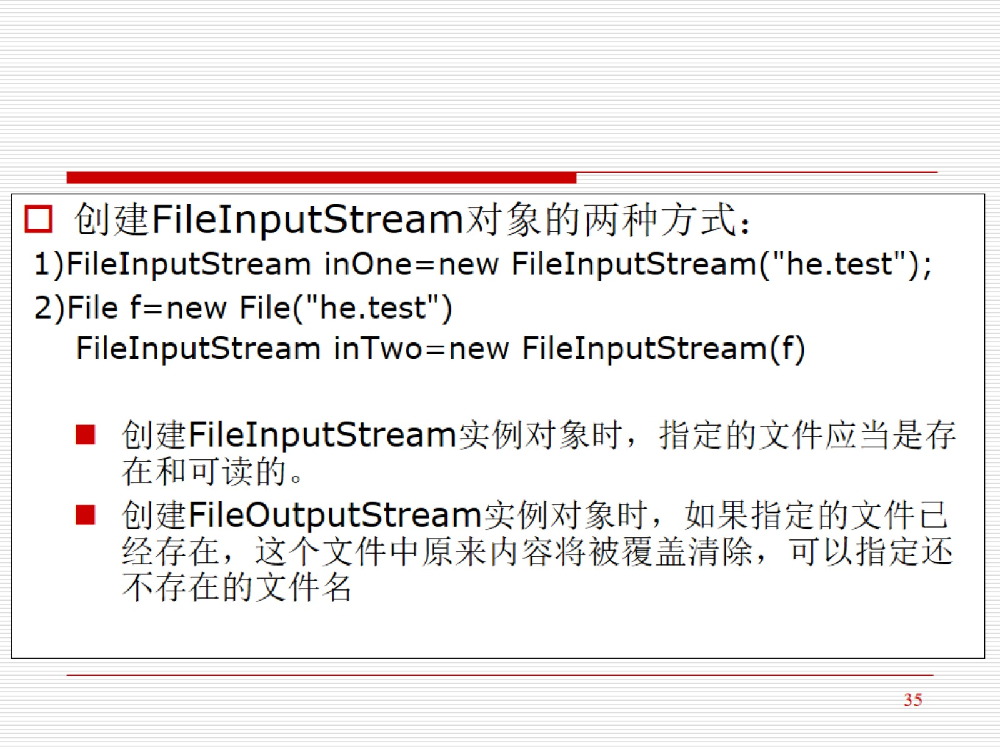 创建FileInputStream对象的两种方式：
1)FileInputStream inOne=new FileInputStream("he.test");
2)File f=new File("he.test")
FileInputStream inTwo=new FileInputStream(f)
创建FileInputStream实例对象时，指定的文件应当是存
在和可读的。
创建FileOutputStream实例对象时，如果指定的文件已
经存在，这个文件中原来内容将被覆盖清除，可以指定还
不存在的文件名
35